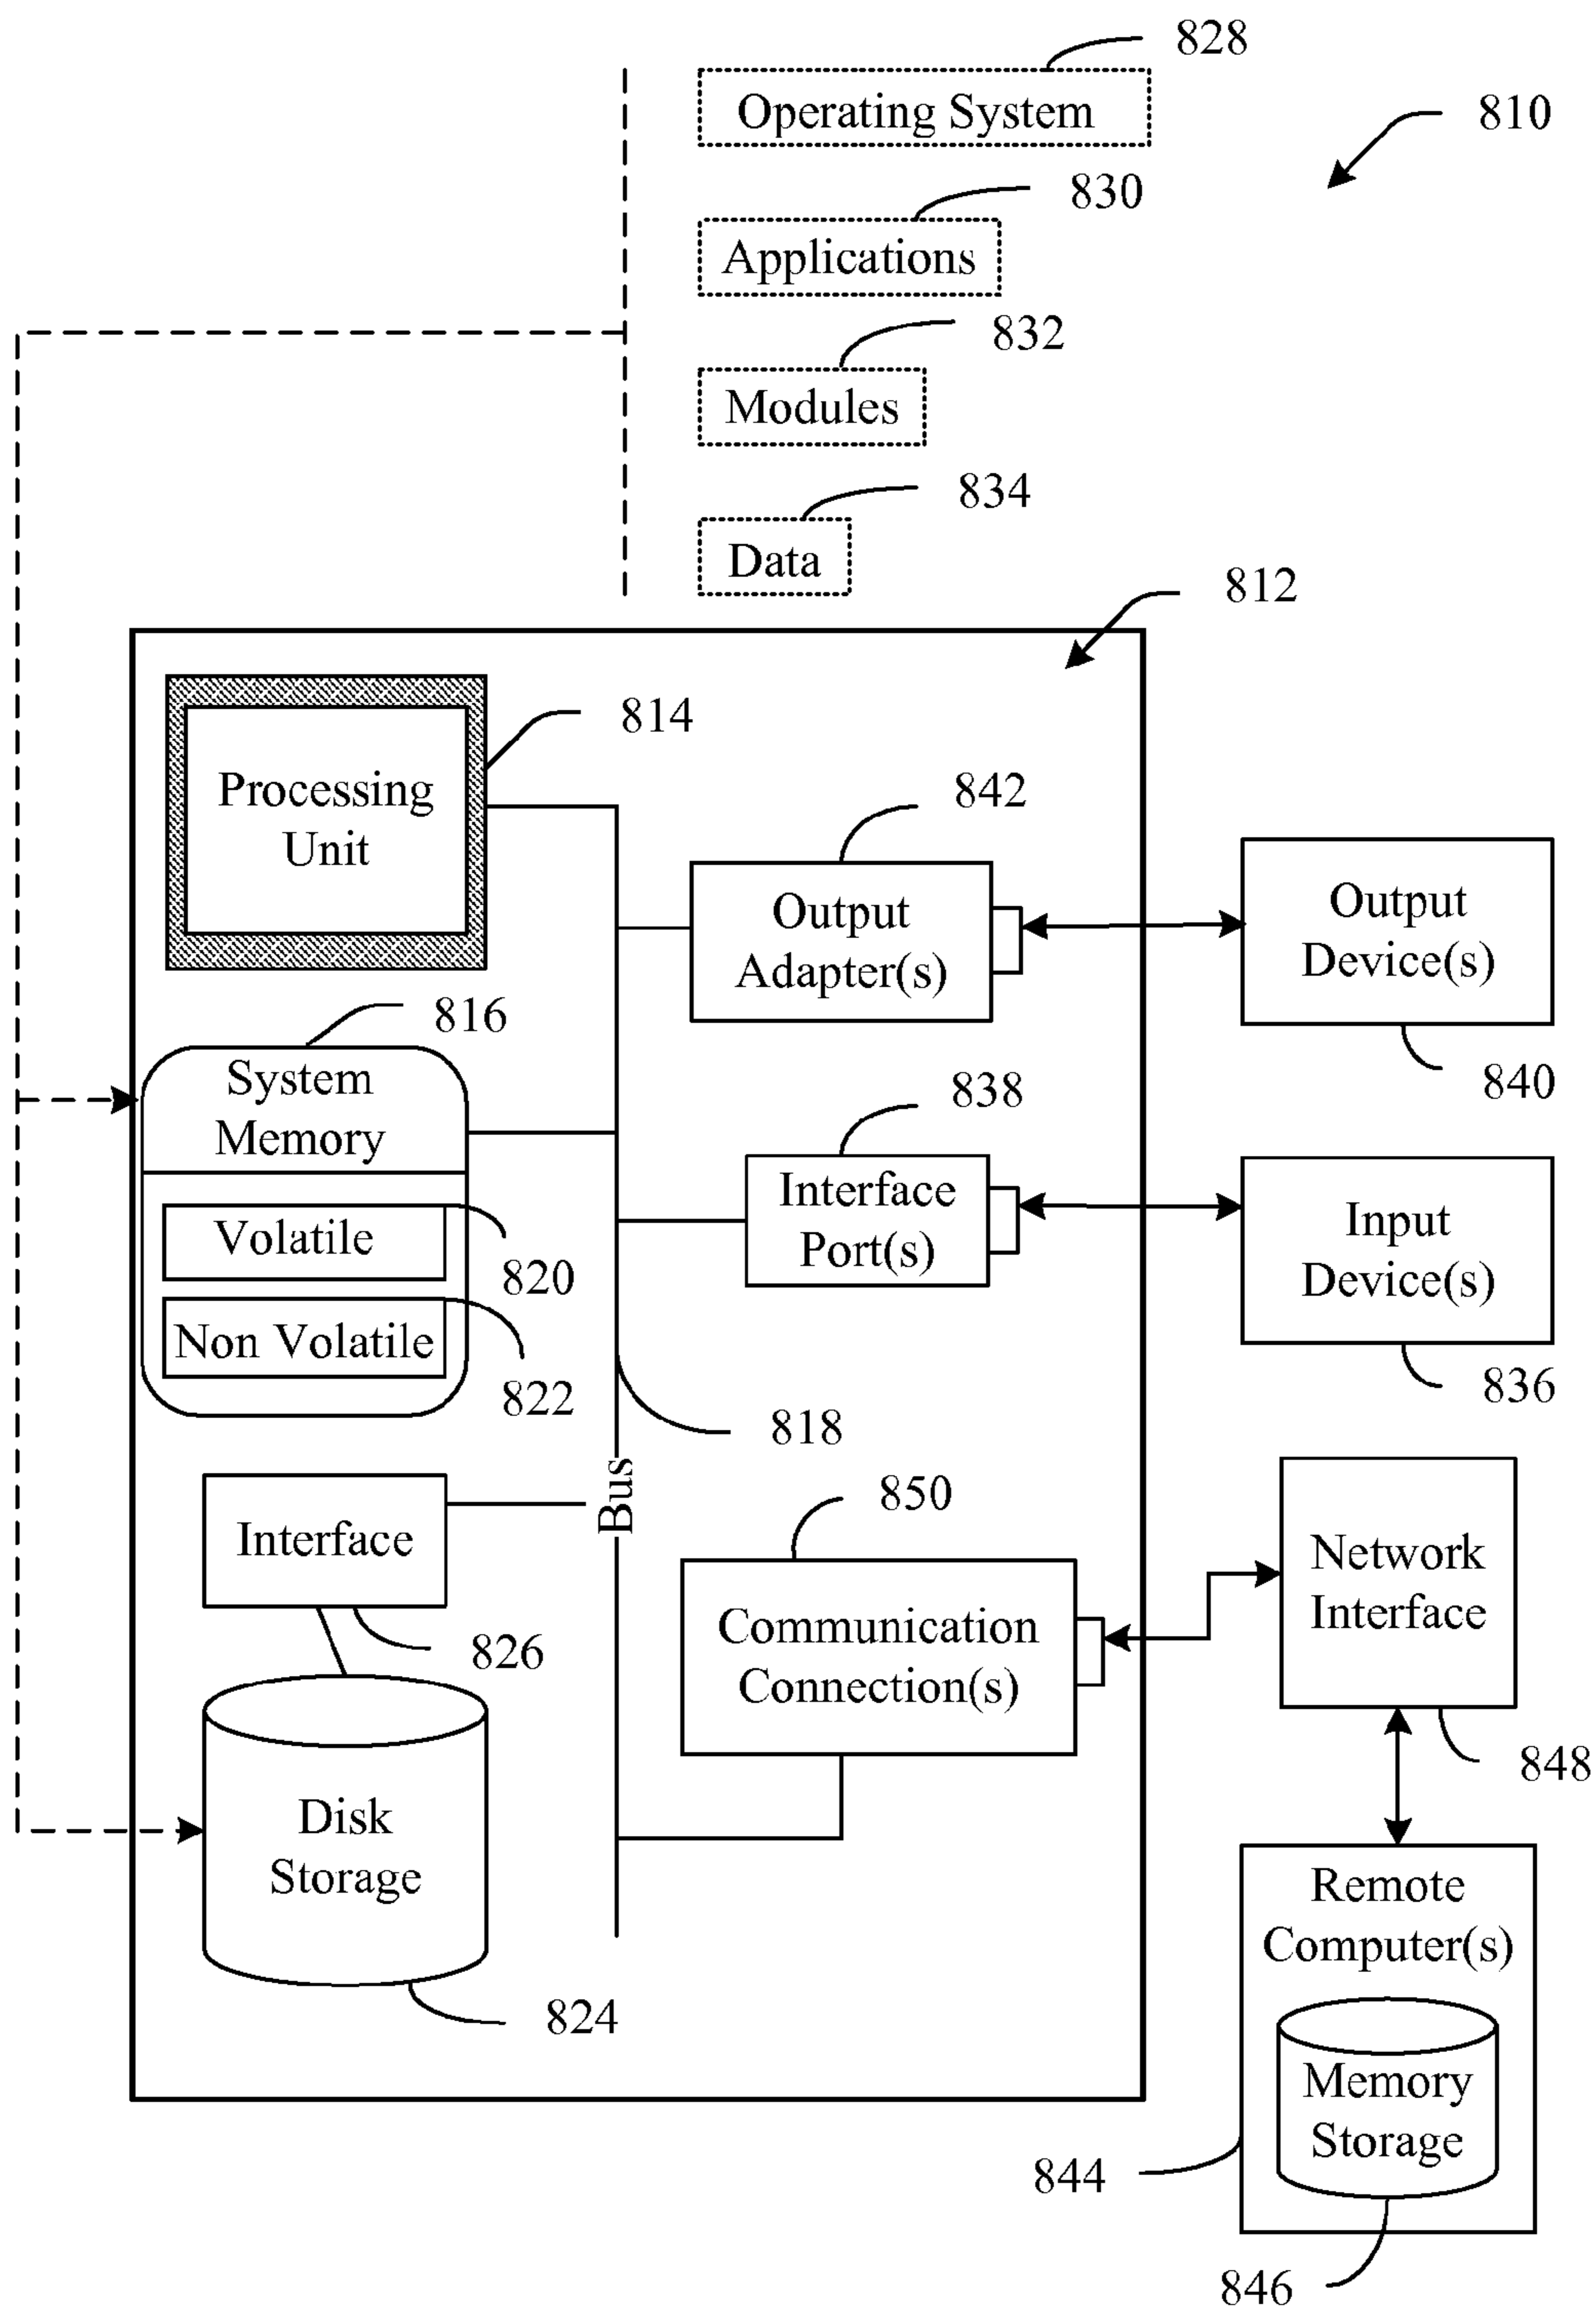 828
Operating System
810
830
Applications
832
Modules
834
Data
812
814
Processing
Unit
842
Output
Adapter(s)
Output
Device(s)
840
816
System
Memory
838
Interface
Port(s)
Input
Device(s)
836
Volatile
820
Non Volatile
822
818
Bus
850
Interface
826
Communication
Connection(s)
Network
Interface
848
Disk
Storage
824
Remote
Computer(s)
Memory
Storage
844
846